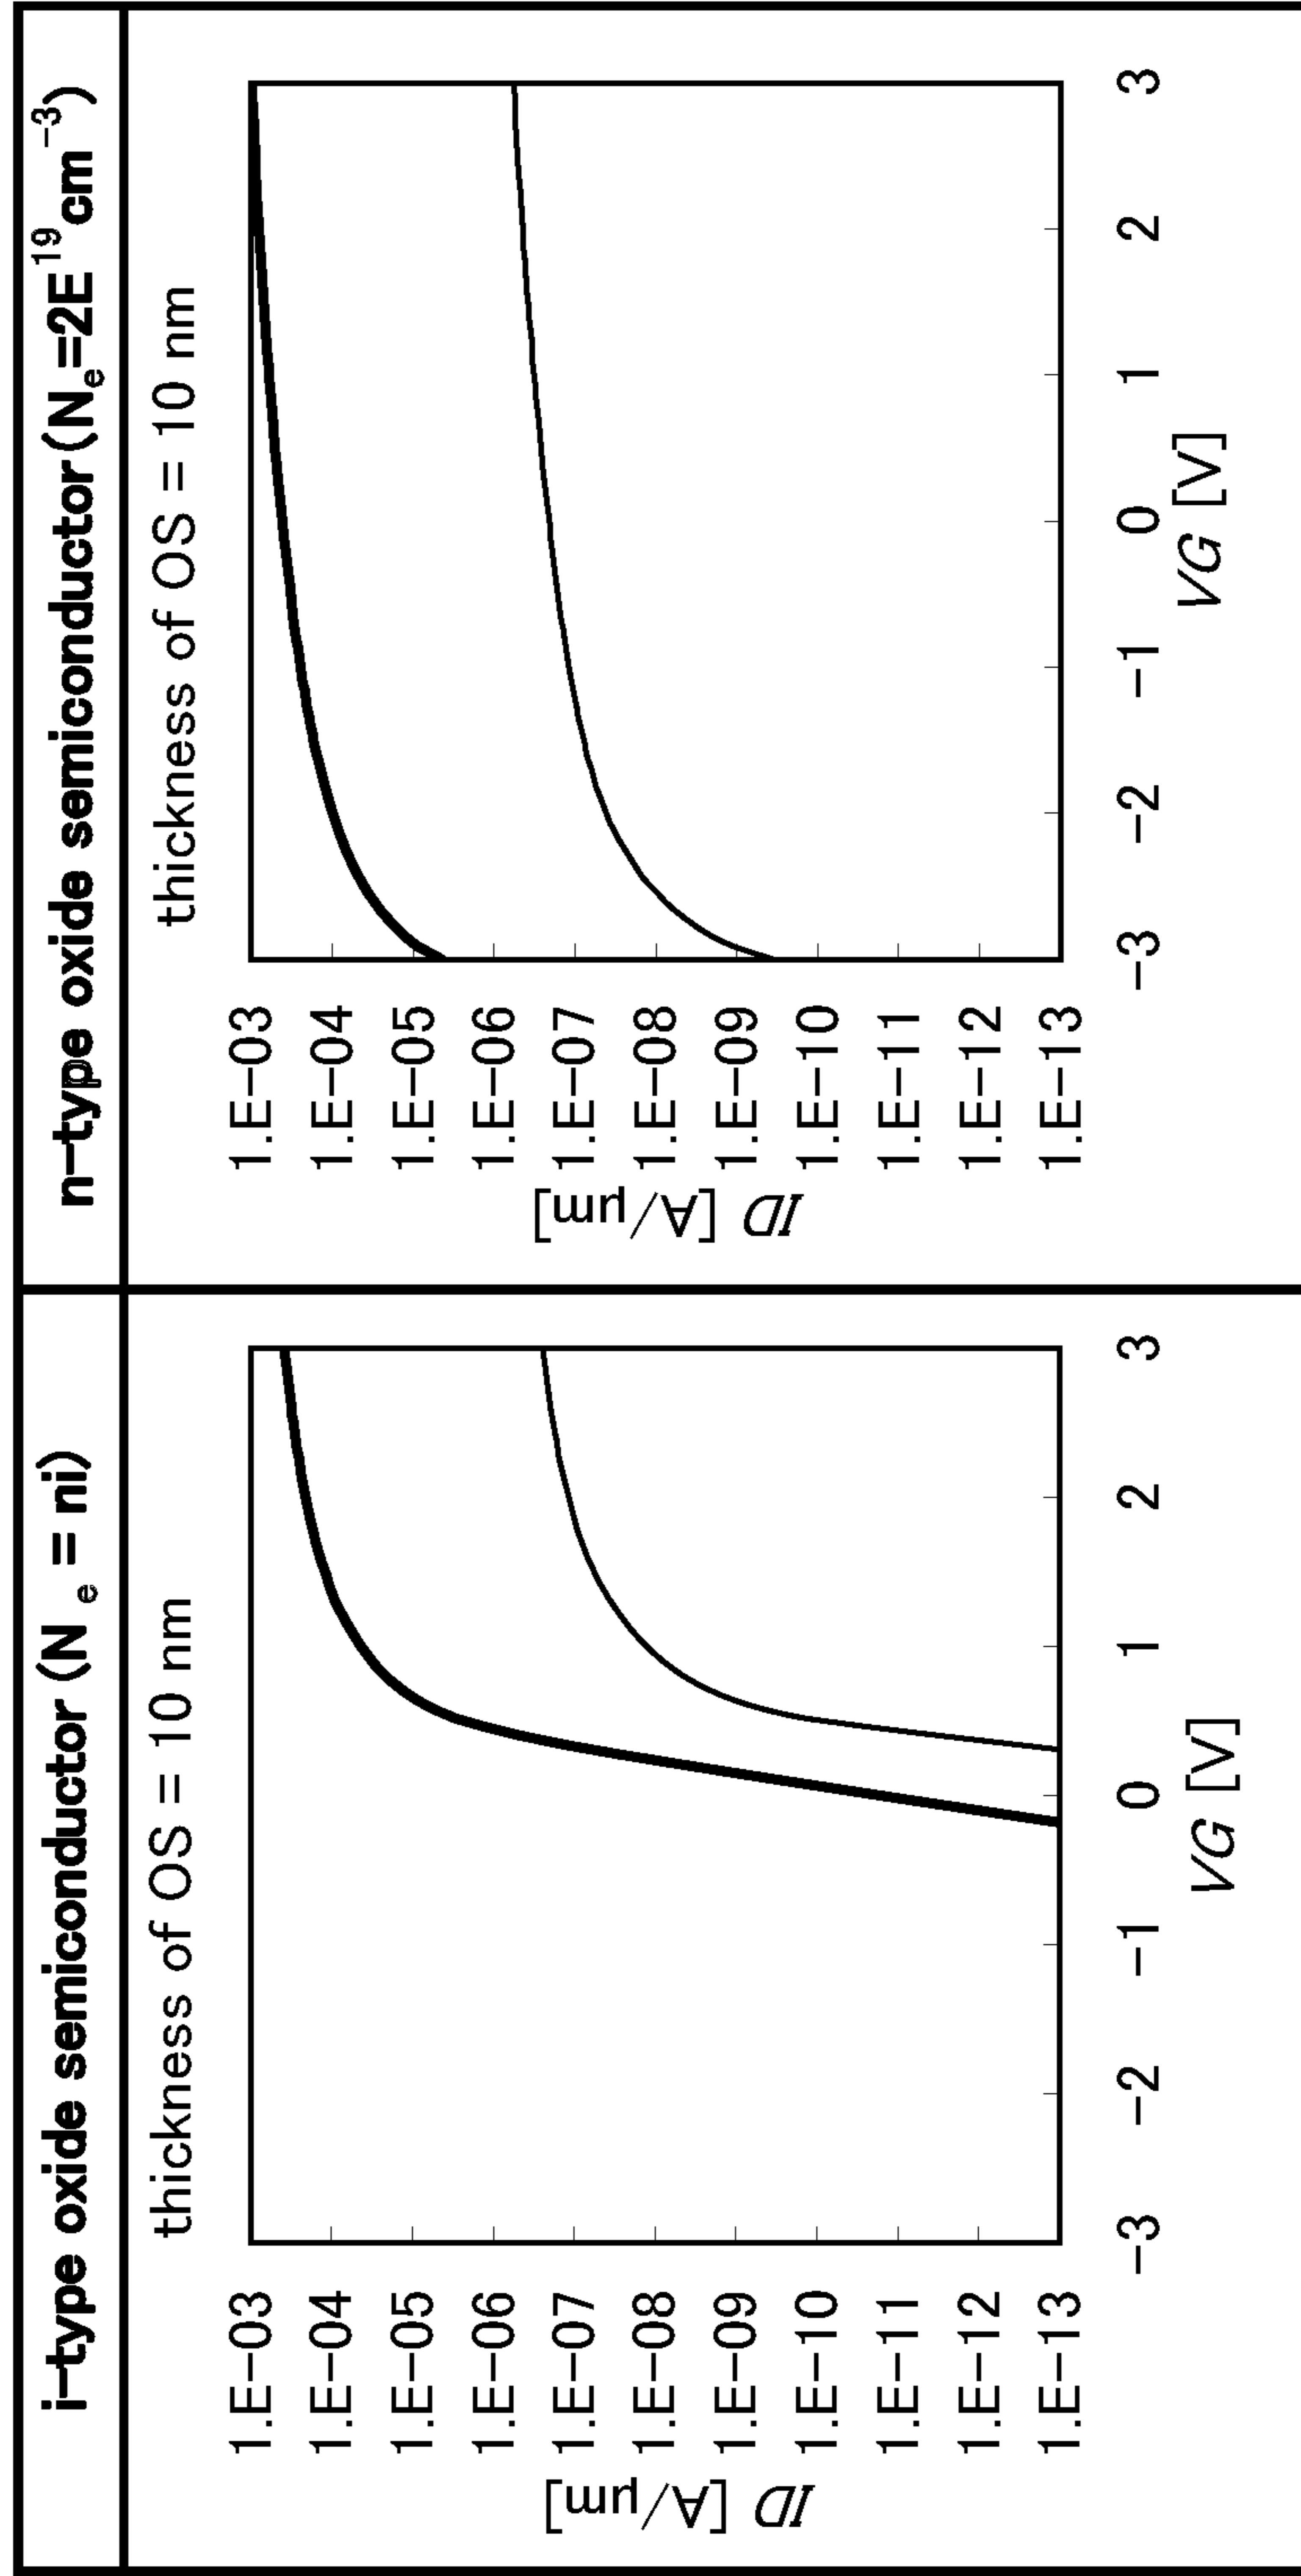 i-type oxide semiconductor (N e = ni)
thickness of OS = 10 nm
1.E-03
1.E-04
1.E-05
1.E-06
1.E-07
1.E-08
1.E-09
1.E-10
1.E-11
1.E-12
1.E-13
ID [A/μm]
-3 -2 -1 0 1 2 3
VG [V]
n-type oxide semiconductor (Ne=2E19cm-3)
thickness of OS = 10 nm
1.E-03
1.E-04
1.E-05
1.E-06
1.E-07
1.E-08
1.E-09
1.E-10
1.E-11
1.E-12
1.E-13
ID [A/μm]
-3 -2 -1 0 1 2 3
VG [V]